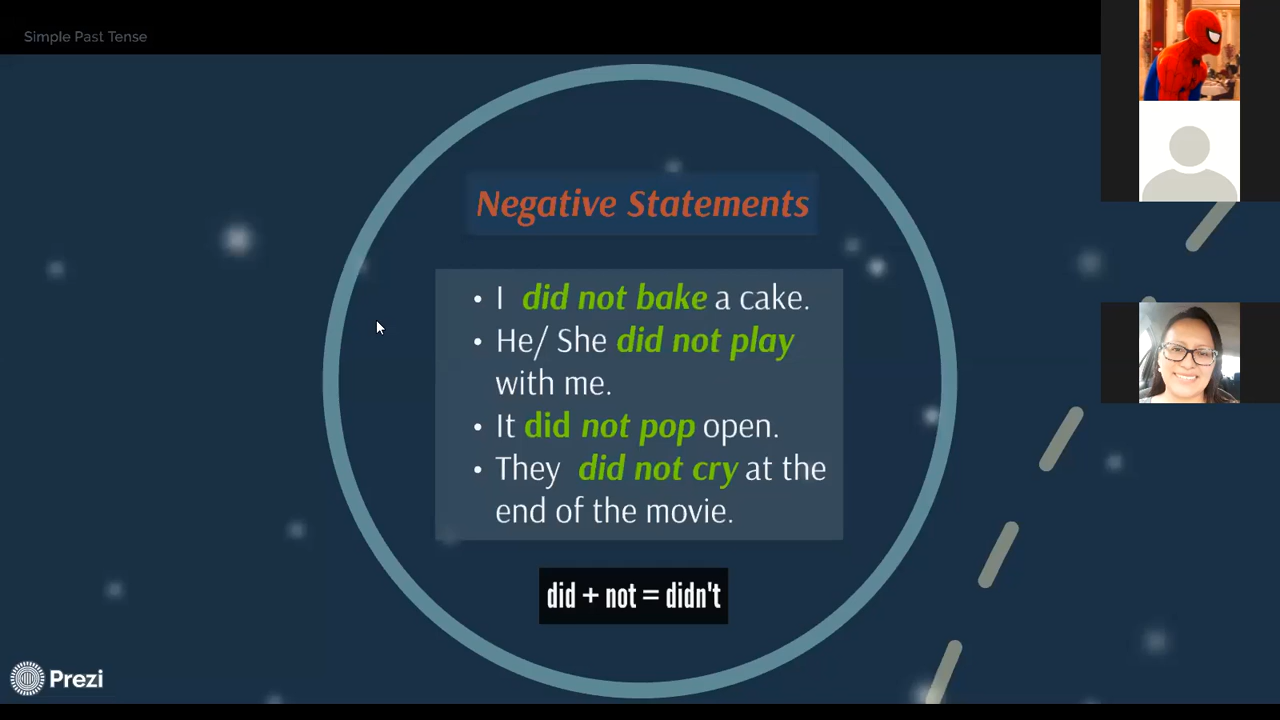 Simple Past Tense
Negative Statements
• I did not bake a cake.
• He/ She did not play
with me.
• It did not pop open.
• They did not cry at the
end of the movie.
did + not = didn't
Prezi